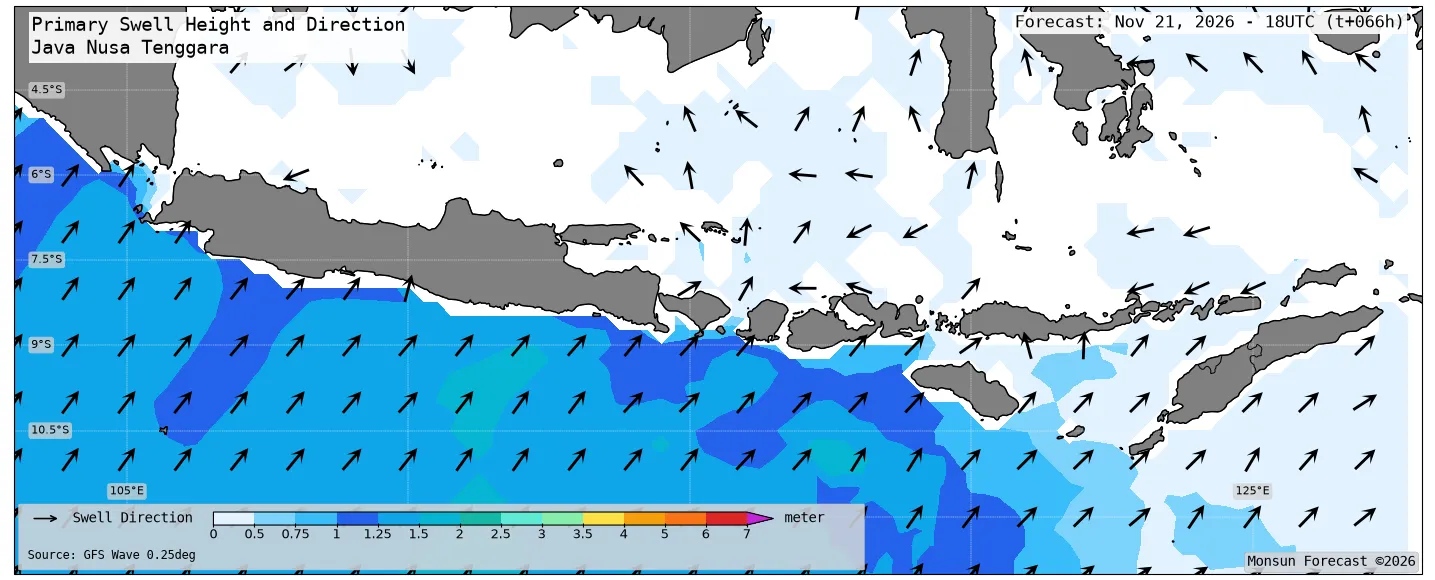 Primary Swell Height and Direction
Java Nusa Tenggara
Forecast: Nov 21, 2026 - 18UTC (t+066h)
4.5°S
6°S
7.5°S
9°S
10.5°S
105°E
125°E
Swell Direction
0 0.5 0.75 1 1.25 1.5 2 2.5 3 3.5 4 5 6 7
meter
Source: GFS Wave 0.25deg
Monsun Forecast ©2026